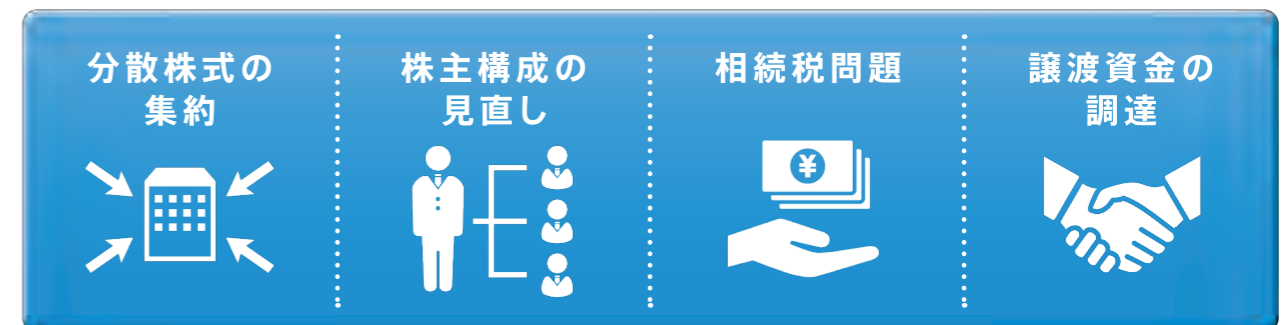 分散株式の
集約
株主構成の
見直し
相続税問題
¥
譲渡資金の
調達